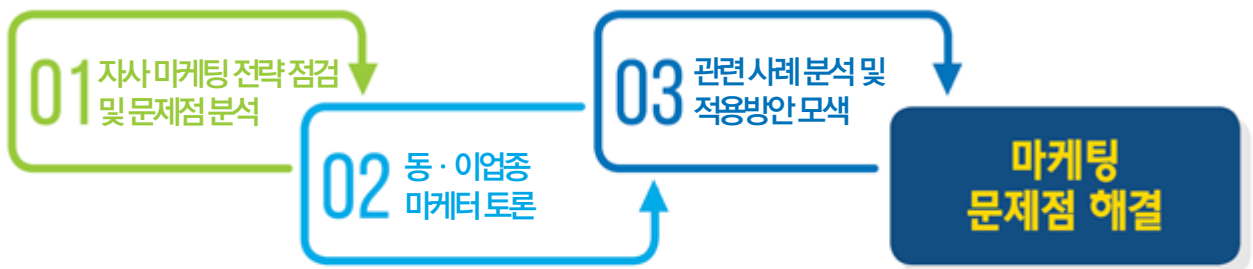 01 자사 마케팅 전략 점검
및 문제점 분석
02 동·이업종
마케터 토론
03 관련 사례 분석 및
적용방안 모색
마케팅
문제점 해결